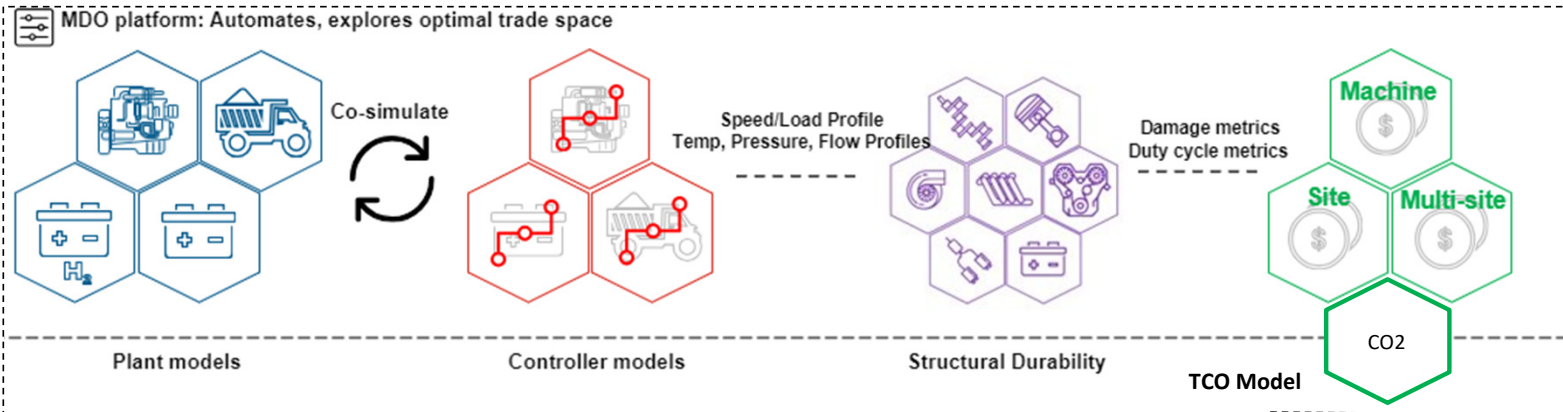 MDO platform: Automates, explores optimal trade space
Co-simulate
H₂
Speed/Load Profile
Temp, Pressure, Flow Profiles
Damage metrics
Duty cycle metrics
Machine
$
Site
$
Multi-site
$
CO2
Plant models
Controller models
Structural Durability
TCO Model